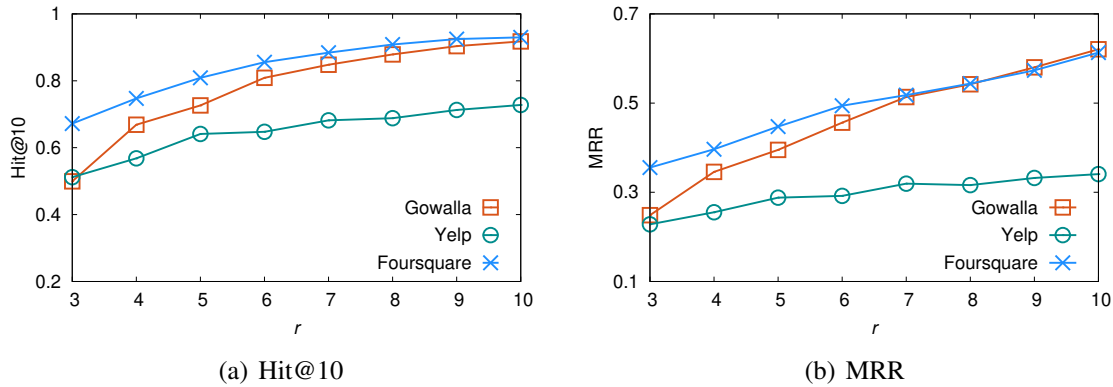 1
0.8
0.6
0.4
0.2
Hit@10
Gowalla
Yelp
Foursquare
3 4 5 6 7 8 9 10
r
(a) Hit@10
0.7
0.5
0.3
0.1
MRR
Gowalla
Yelp
Foursquare
3 4 5 6 7 8 9 10
r
(b) MRR